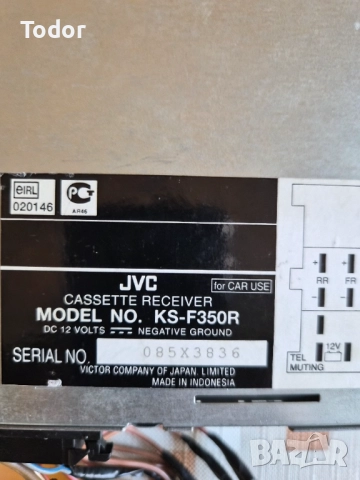 Todor
eIRL
020146
PG
AR46
JVC
for CAR USE
CASSETTE RECEIVER
MODEL NO. KS-F350R
DC 12 VOLTS ⎓ NEGATIVE GROUND
SERIAL NO. 085X3836
VICTOR COMPANY OF JAPAN, LIMITED
MADE IN INDONESIA
+ +
RR FR
- -
12V
TEL
MUTING
BAZAR